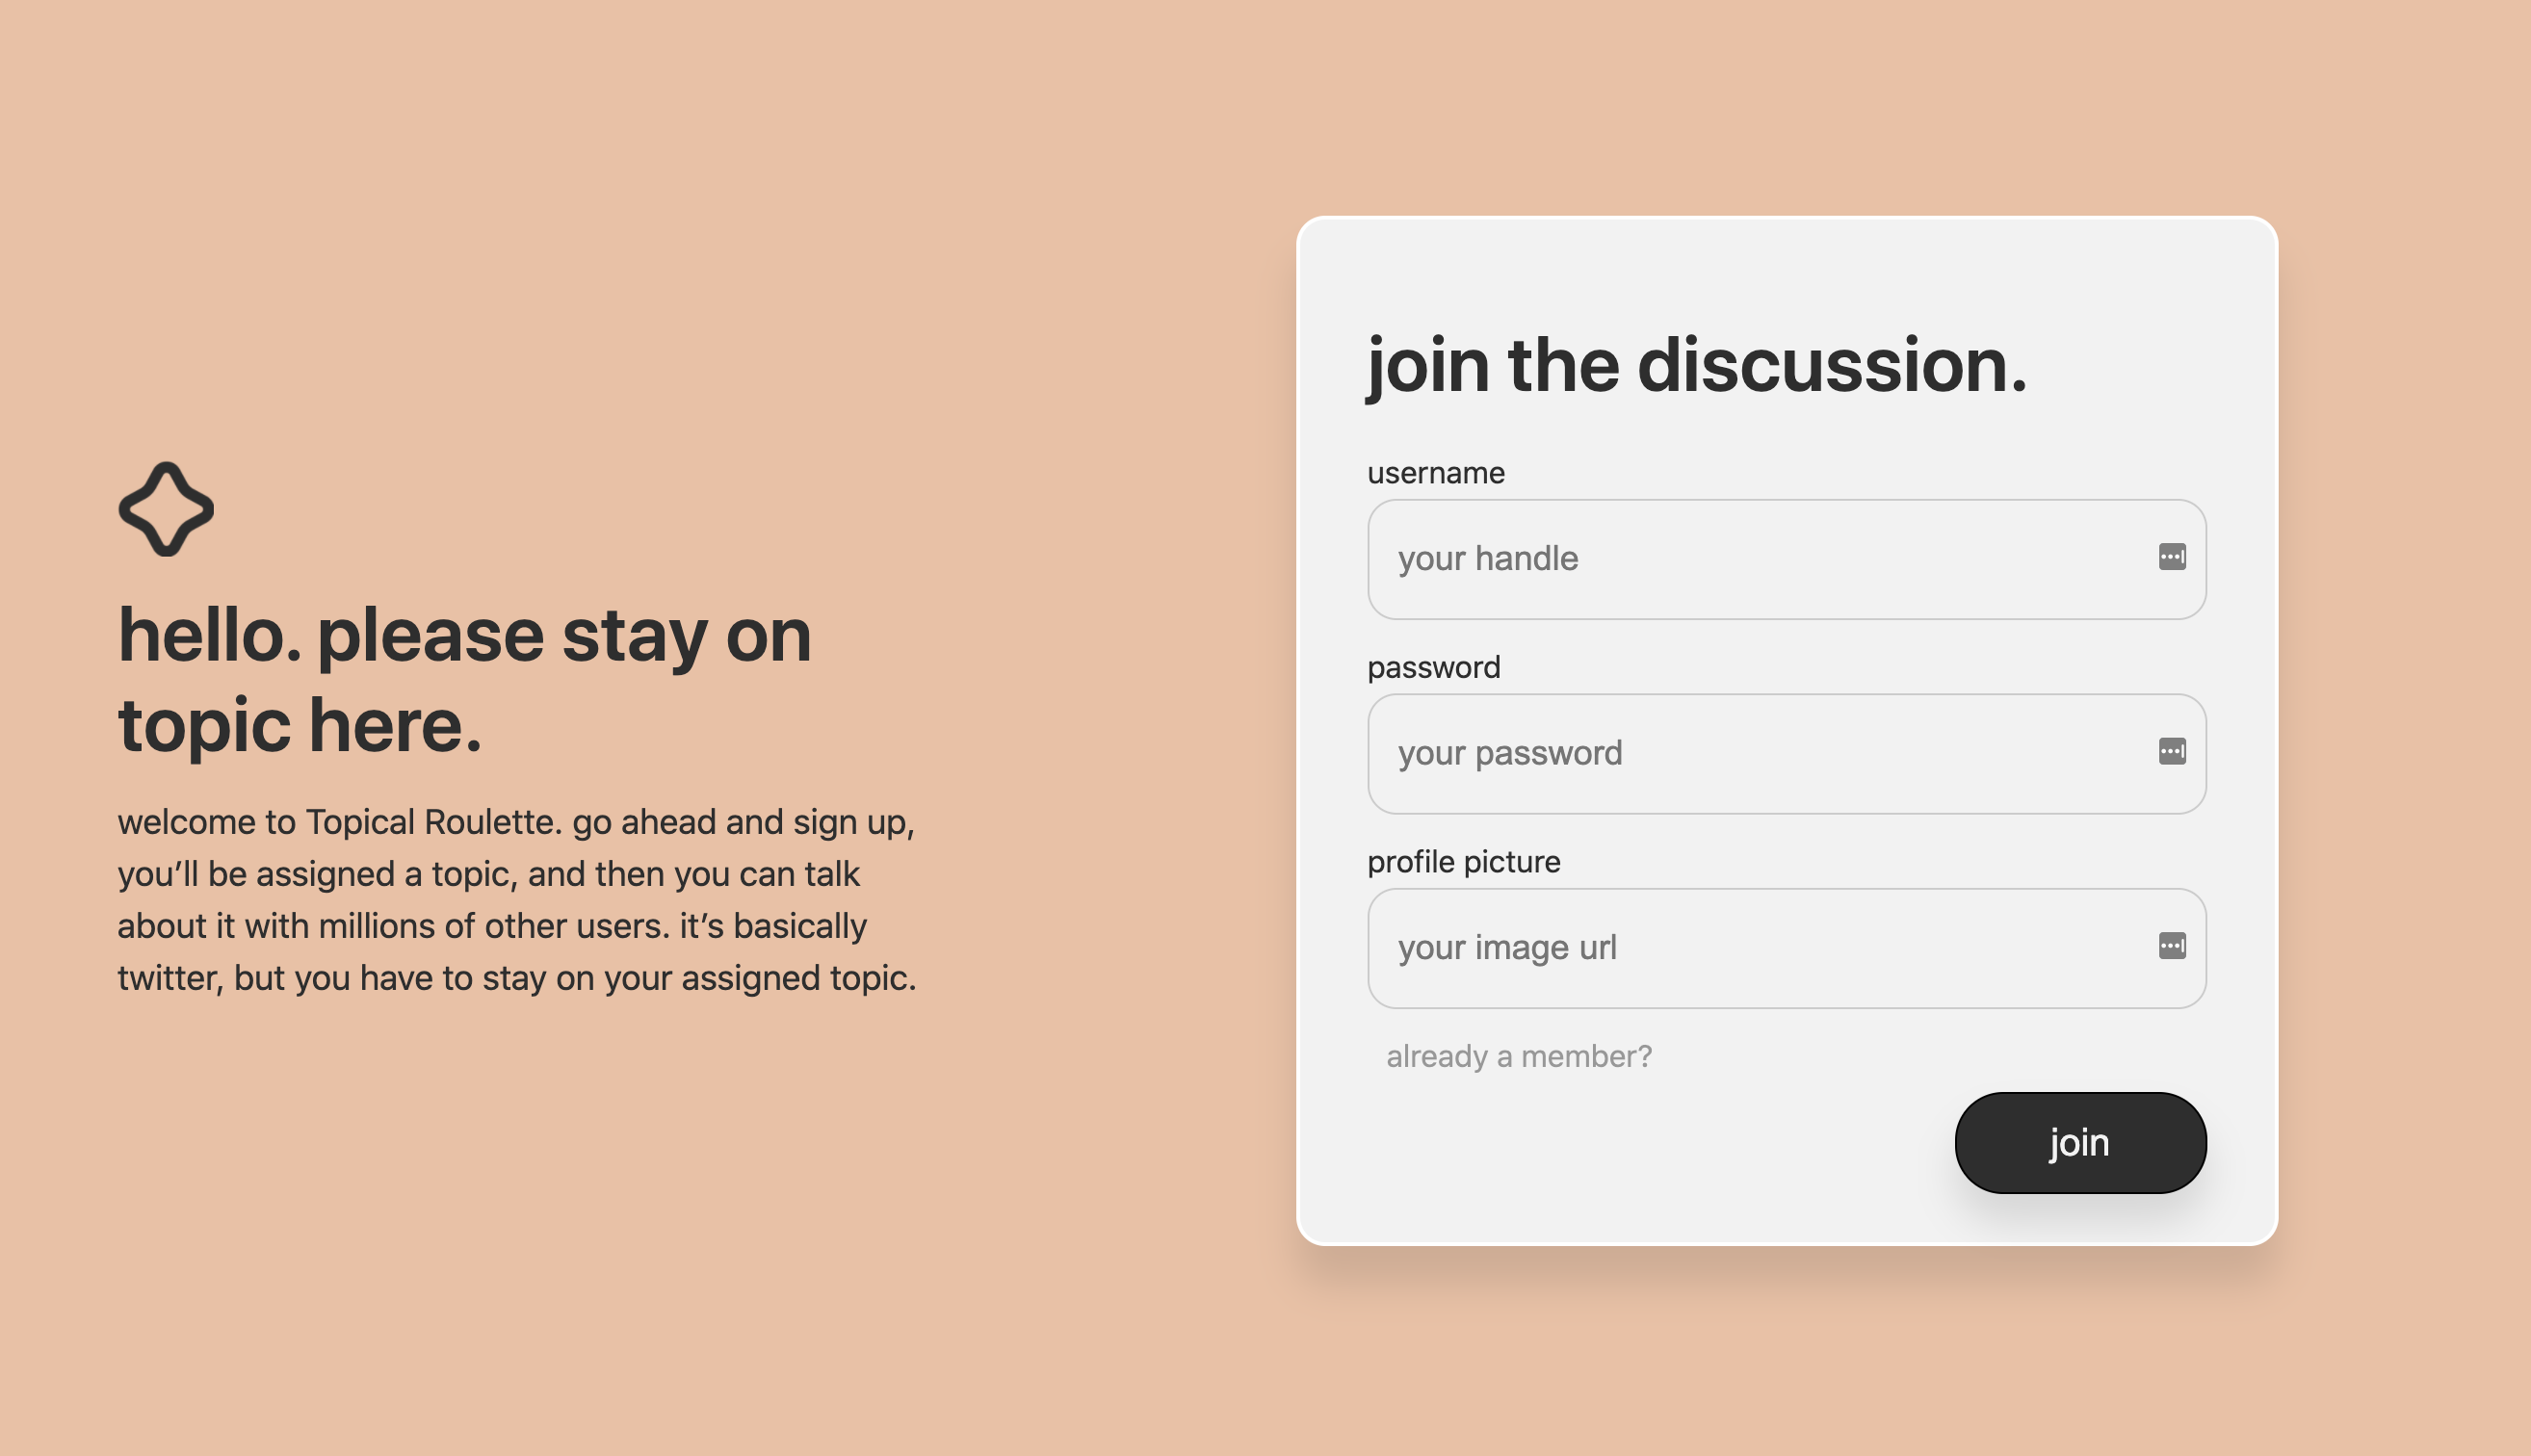 hello. please stay on
topic here.
welcome to Topical Roulette. go ahead and sign up,
you’ll be assigned a topic, and then you can talk
about it with millions of other users. it’s basically
twitter, but you have to stay on your assigned topic.
join the discussion.
username
your handle
password
your password
profile picture
your image url
already a member?
join